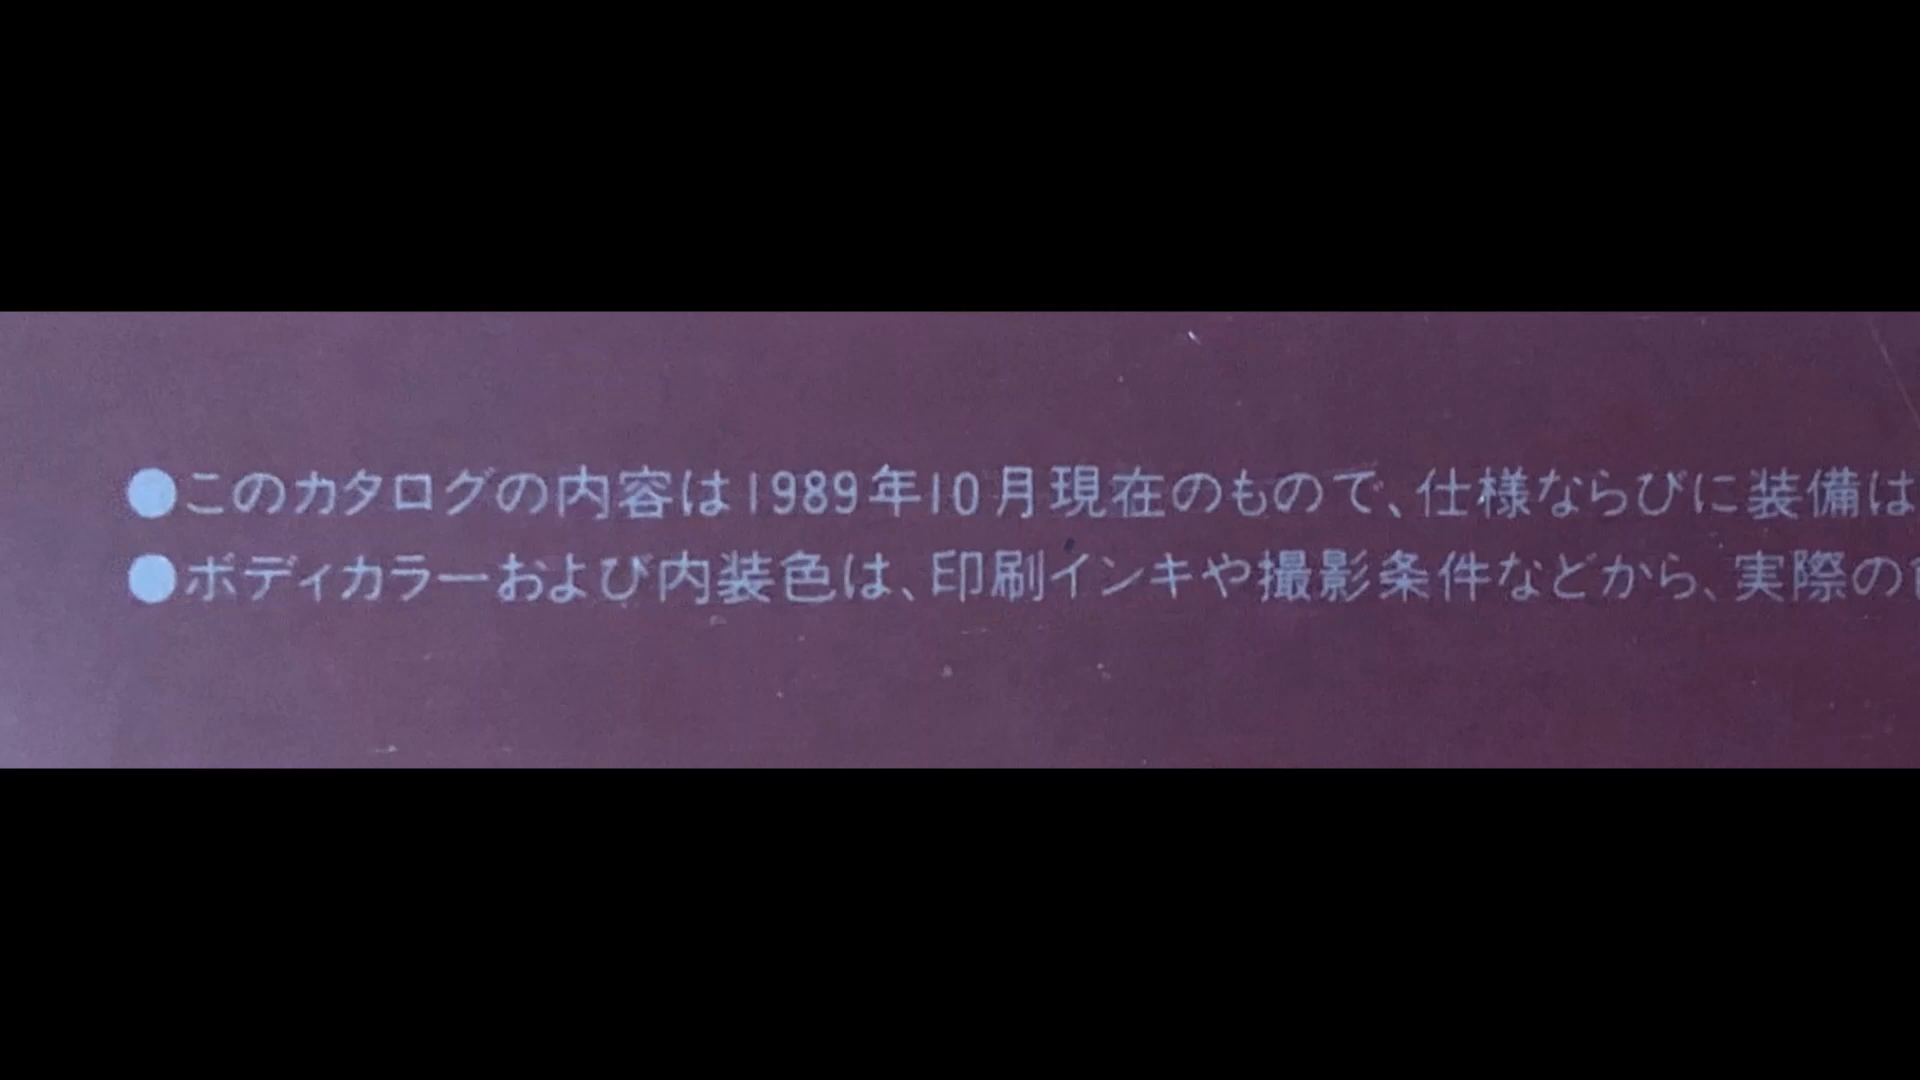 ●このカタログの内容は1989年10月現在のもので、仕様ならびに装備は
●ボディカラーおよび内装色は、印刷インキや撮影条件などから、実際の